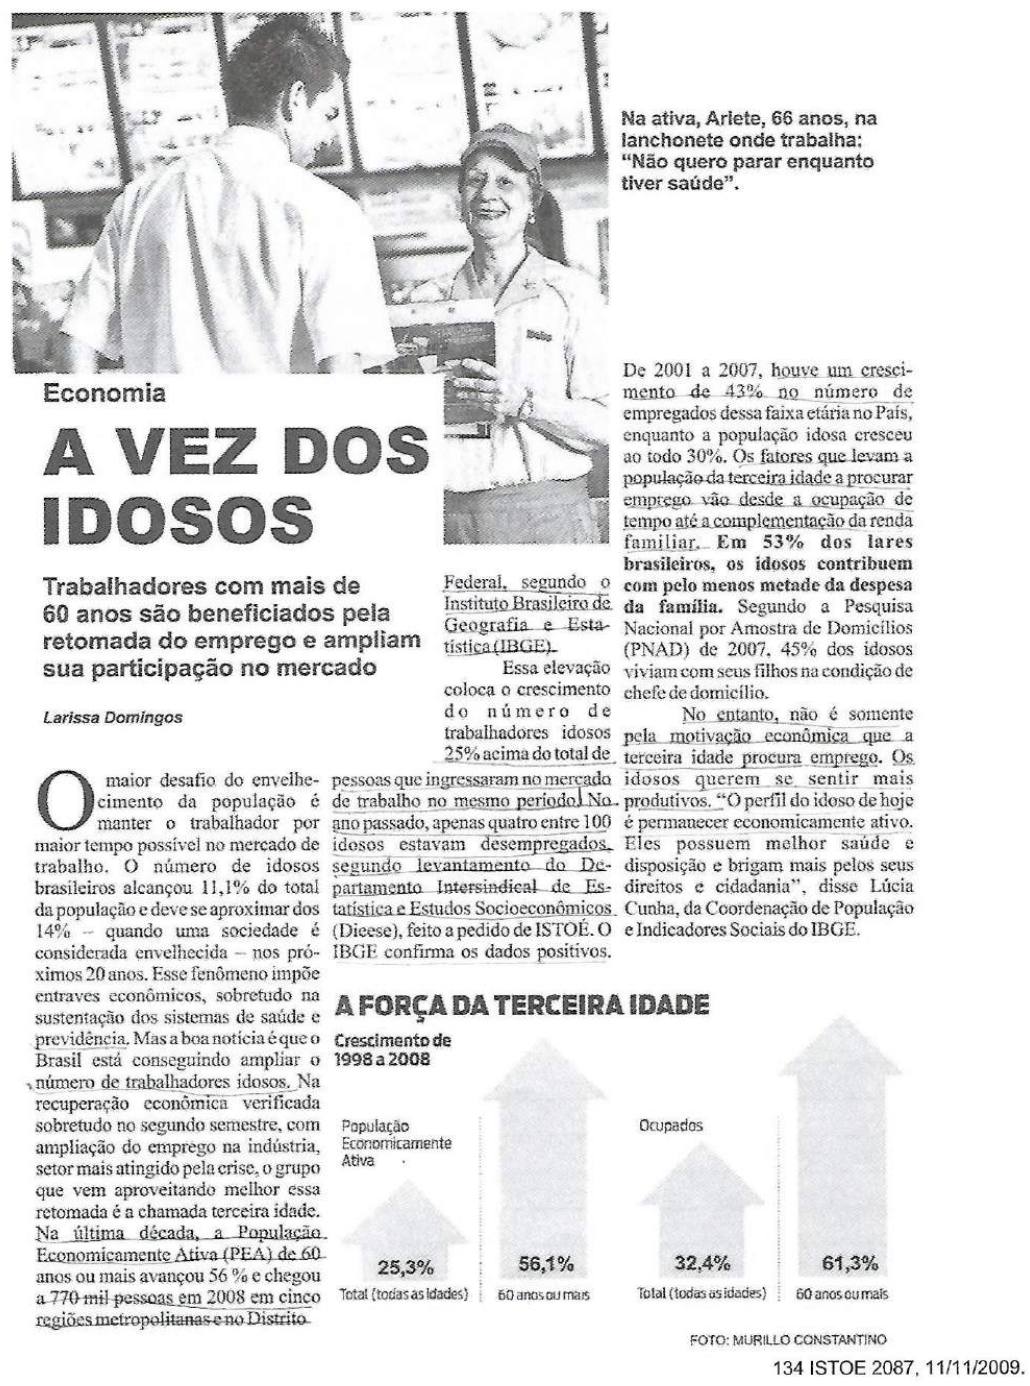 Na ativa, Arlete, 66 anos, na
lanchonete onde trabalha:
"Não quero parar enquanto
tiver saúde".
Economia
A VEZ DOS
IDOSOS
Trabalhadores com mais de
60 anos são beneficiados pela
retomada do emprego e ampliam
sua participação no mercado
Larissa Domingos
O maior desafio do envelhe-
cimento da população é
manter o trabalhador por
maior tempo possível no mercado de
trabalho. O número de idosos
brasileiros alcançou 11,1% do total
da população e deve se aproximar dos
14% – quando uma sociedade é
considerada envelhecida – nos pró-
ximos 20 anos. Esse fenômeno impõe
entraves econômicos, sobretudo na
sustentação dos sistemas de saúde e
previdência. Mas a boa notícia é que o
Brasil está conseguindo ampliar o
número de trabalhadores idosos. Na
recuperação econômica verificada
sobretudo no segundo semestre, com
ampliação do emprego na indústria,
setor mais atingido pela crise, o grupo
que vem aproveitando melhor essa
retomada é a chamada terceira idade.
Na última década, a População
Economicamente Ativa (PEA) de 60
anos ou mais avançou 56 % e chegou
a 770 mil pessoas em 2008 em cinco
regiões metropolitanas e no Distrito
Federal, segundo o
Instituto Brasileiro de
Geografia e Esta-
tística (IBGE).
Essa elevação
coloca o crescimento
do número de
trabalhadores idosos
25% acima do total de
pessoas que ingressaram no mercado
de trabalho no mesmo período. No
ano passado, apenas quatro entre 100
idosos estavam desempregados,
segundo levantamento do De-
partamento Intersindical de Es-
tatística e Estudos Socioeconômicos
(Dieese), feito a pedido de ISTOÉ. O
IBGE confirma os dados positivos.
De 2001 a 2007, houve um cresci-
mento de 43% no número de
empregados dessa faixa etária no País,
enquanto a população idosa cresceu
ao todo 30%. Os fatores que levam a
população da terceira idade a procurar
emprego vão desde a ocupação de
tempo até a complementação da renda
familiar. Em 53% dos lares
brasileiros, os idosos contribuem
com pelo menos metade da despesa
da família. Segundo a Pesquisa
Nacional por Amostra de Domicílios
(PNAD) de 2007, 45% dos idosos
viviam com seus filhos na condição de
chefe de domicílio.
No entanto, não é somente
pela motivação econômica que a
terceira idade procura emprego. Os
idosos querem se sentir mais
produtivos. "O perfil do idoso de hoje
é permanecer economicamente ativo.
Eles possuem melhor saúde e
disposição e brigam mais pelos seus
direitos e cidadania", disse Lúcia
Cunha, da Coordenação de População
e Indicadores Sociais do IBGE.
A FORÇA DA TERCEIRA IDADE
Crescimento de
1998 a 2008
População
Economicamente
Ativa
25,3%
Total (todas as idades)
56,1%
60 anos ou mais
Ocupados
32,4%
Total (todas as idades)
61,3%
60 anos ou mais
FOTO: MURILLO CONSTANTINO
134 ISTOE 2087, 11/11/2009.